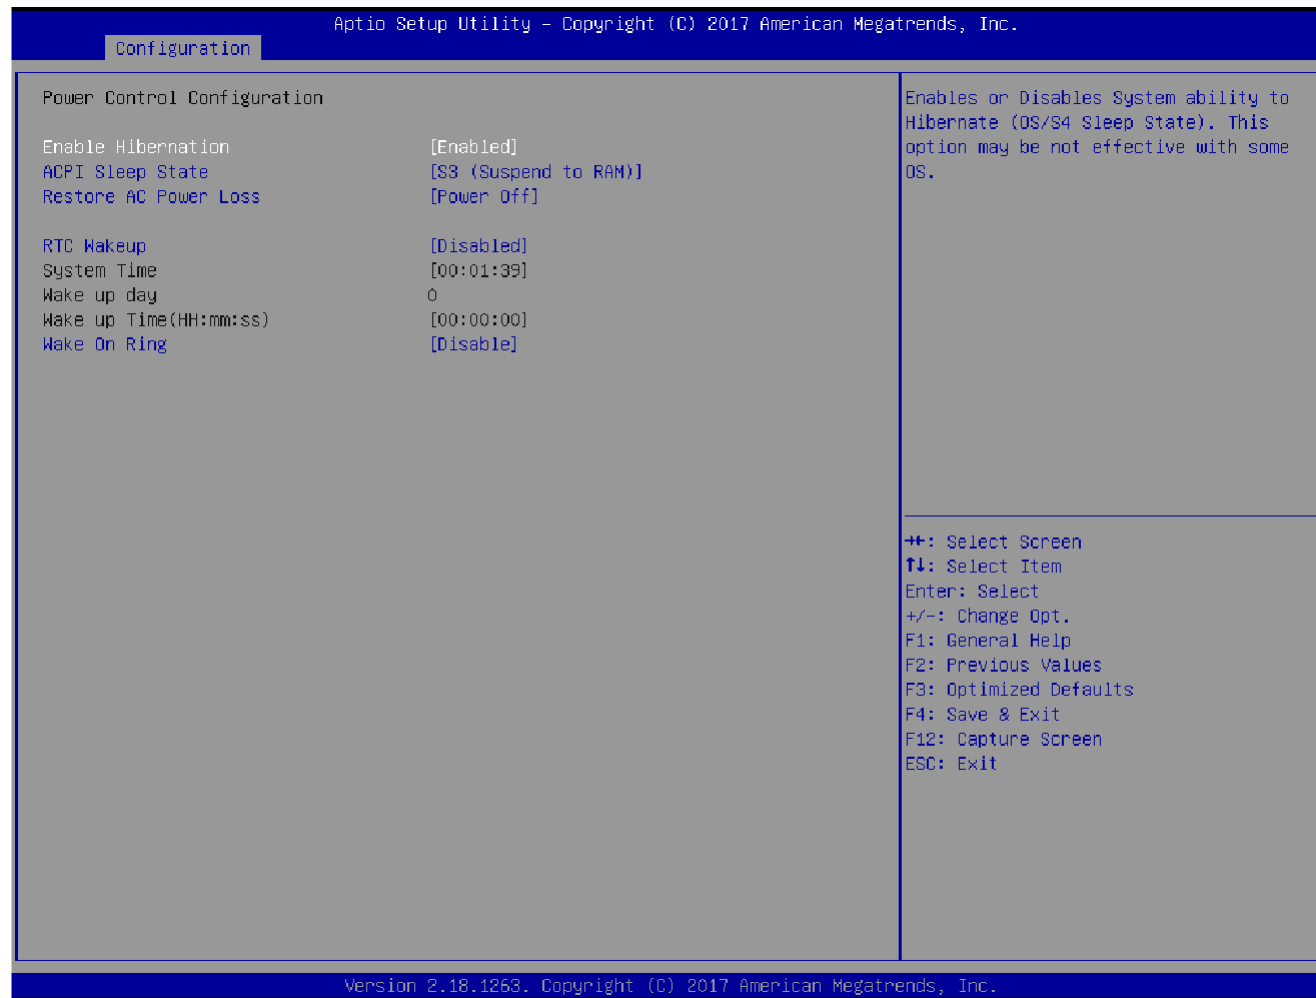 Aptio Setup Utility – Copyright (C) 2017 American Megatrends, Inc.
Configuration
Power Control Configuration
Enable Hibernation [Enabled]
ACPI Sleep State [S3 (Suspend to RAM)]
Restore AC Power Loss [Power Off]
RTC Wakeup [Disabled]
System Time [00:01:39]
Wake up day 0
Wake up Time(HH:mm:ss) [00:00:00]
Wake On Ring [Disable]
Enables or Disables System ability to
Hibernate (OS/S4 Sleep State). This
option may be not effective with some
OS.
→←: Select Screen
↑↓: Select Item
Enter: Select
+/-: Change Opt.
F1: General Help
F2: Previous Values
F3: Optimized Defaults
F4: Save & Exit
F12: Capture Screen
ESC: Exit
Version 2.18.1263. Copyright (C) 2017 American Megatrends, Inc.